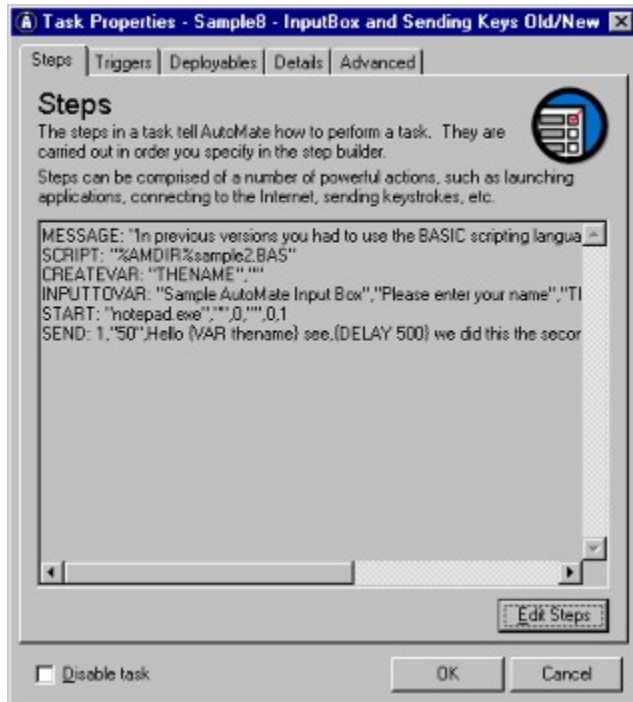 Task Properties - Sample8 - InputBox and Sending Keys Old/New
Steps Triggers Deployables Details Advanced
Steps
The steps in a task tell AutoMate how to perform a task. They are
carried out in order you specify in the step builder.
Steps can be comprised of a number of powerful actions, such as launching
applications, connecting to the Internet, sending keystrokes, etc.
MESSAGE: "In previous versions you had to use the BASIC scripting langua
SCRIPT: "%AMDIR%sample2.BAS"
CREATEVAR: "THENAME",""
INPUTTOVAR: "Sample AutoMate Input Box","Please enter your name","TI
START: "notepad.exe","",0,"",0,1
SEND: 1,"50",Hello {VAR thename} see,{DELAY 500} we did this the secor
Edit Steps
Disable task
OK
Cancel